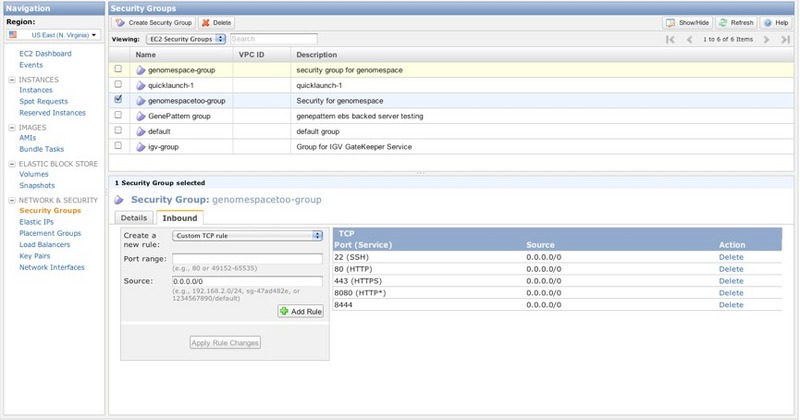 Navigation
Region:
US East (N. Virginia)
EC2 Dashboard
Events
INSTANCES
Instances
Spot Requests
Reserved Instances
IMAGES
AMIs
Bundle Tasks
ELASTIC BLOCK STORE
Volumes
Snapshots
NETWORK & SECURITY
Security Groups
Elastic IPs
Placement Groups
Load Balancers
Key Pairs
Network Interfaces
Security Groups
Create Security Group Delete Show/Hide Refresh Help
Viewing: EC2 Security Groups Search 1 to 6 of 6 Items
Name VPC ID Description
genomespace-group security group for genomespace
quicklaunch-1 quicklaunch-1
genomespacetoo-group Security for genomespace
GenePattern group genepattern ebs backed server testing
default default group
igv-group Group for IGV GateKeeper Service
1 Security Group selected
Security Group: genomespacetoo-group
Details Inbound
Create a new rule: Custom TCP rule
Port range:
(e.g., 80 or 49152-65535)
Source: 0.0.0.0/0
(e.g., 192.168.2.0/24, sg-47ad482e, or
1234567890/default)
Add Rule
Apply Rule Changes
TCP
Port (Service) Source Action
22 (SSH) 0.0.0.0/0 Delete
80 (HTTP) 0.0.0.0/0 Delete
443 (HTTPS) 0.0.0.0/0 Delete
8080 (HTTP*) 0.0.0.0/0 Delete
8444 0.0.0.0/0 Delete